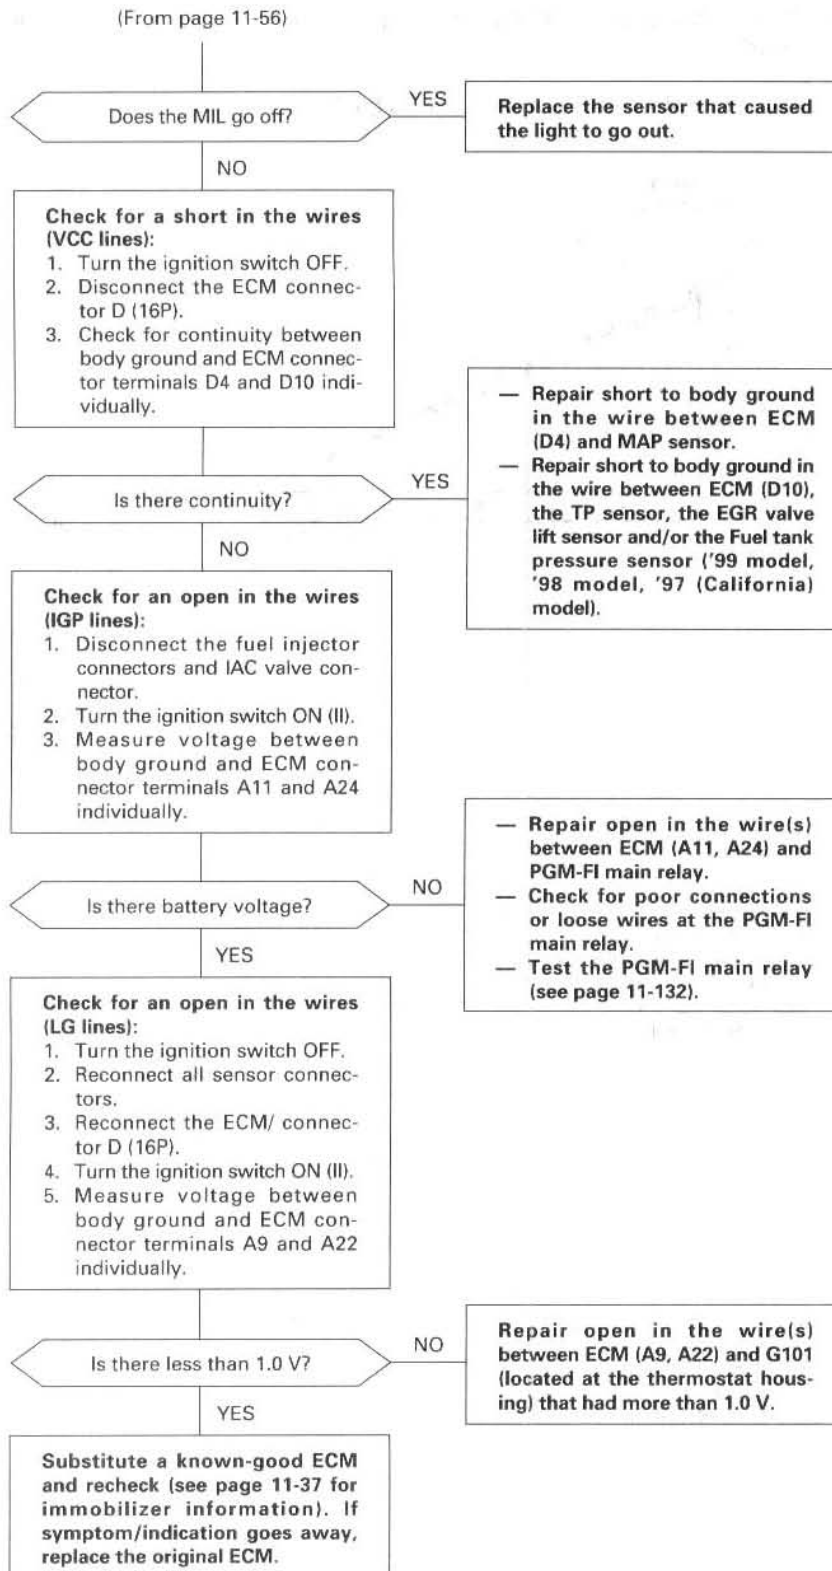 (From page 11-56)
Does the MIL go off?
YES
Replace the sensor that caused
the light to go out.
NO
Check for a short in the wires
(VCC lines):
1. Turn the ignition switch OFF.
2. Disconnect the ECM connec-
tor D (16P).
3. Check for continuity between
body ground and ECM connec-
tor terminals D4 and D10 indi-
vidually.
Is there continuity?
YES
— Repair short to body ground
in the wire between ECM
(D4) and MAP sensor.
— Repair short to body ground in
the wire between ECM (D10),
the TP sensor, the EGR valve
lift sensor and/or the Fuel tank
pressure sensor ('99 model,
'98 model, '97 (California)
model).
NO
Check for an open in the wires
(IGP lines):
1. Disconnect the fuel injector
connectors and IAC valve con-
nector.
2. Turn the ignition switch ON (II).
3. Measure voltage between
body ground and ECM con-
nector terminals A11 and A24
individually.
Is there battery voltage?
NO
— Repair open in the wire(s)
between ECM (A11, A24) and
PGM-FI main relay.
— Check for poor connections
or loose wires at the PGM-FI
main relay.
— Test the PGM-FI main relay
(see page 11-132).
YES
Check for an open in the wires
(LG lines):
1. Turn the ignition switch OFF.
2. Reconnect all sensor connec-
tors.
3. Reconnect the ECM/ connec-
tor D (16P).
4. Turn the ignition switch ON (II).
5. Measure voltage between
body ground and ECM con-
nector terminals A9 and A22
individually.
Is there less than 1.0 V?
NO
Repair open in the wire(s)
between ECM (A9, A22) and G101
(located at the thermostat hous-
ing) that had more than 1.0 V.
YES
Substitute a known-good ECM
and recheck (see page 11-37 for
immobilizer information). If
symptom/indication goes away,
replace the original ECM.